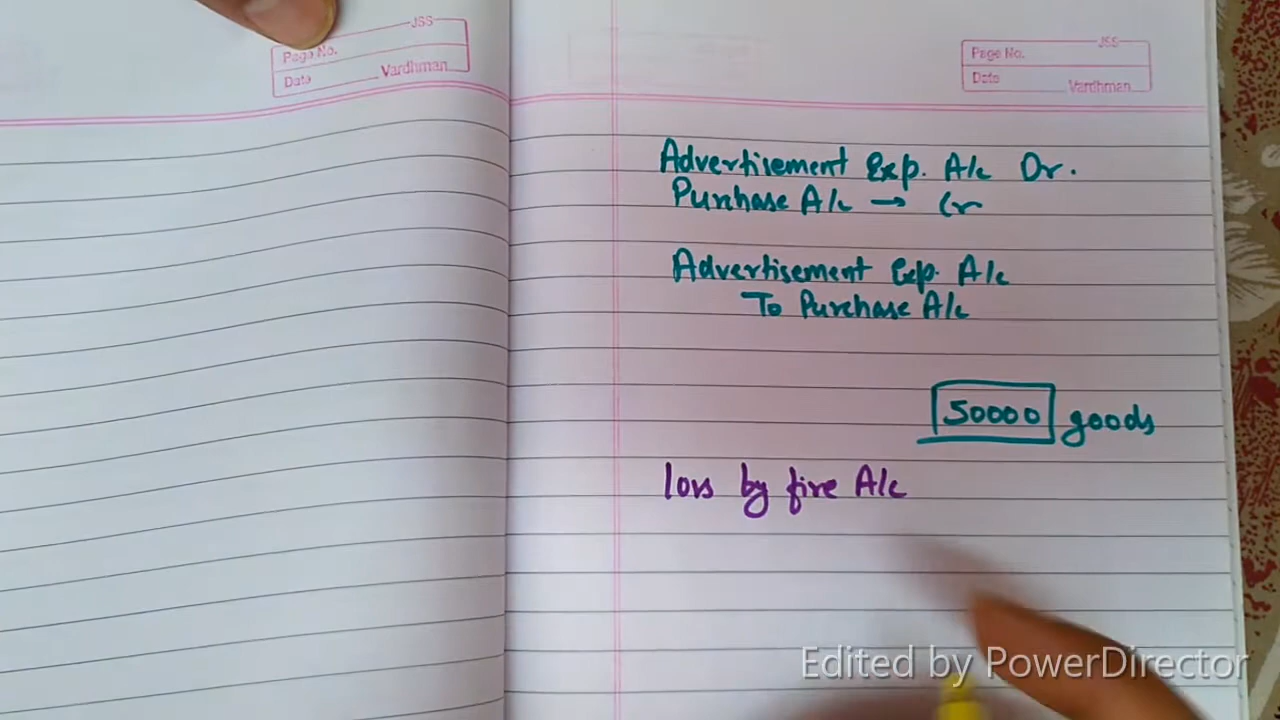 JSS
Page No.
Date
Vardhman
JSS
Page No.
Date
Vardhman
Advertisement Exp. A/c Dr.
Purchase A/c → Cr
Advertisement Exp. A/c
To Purchase A/c
50000 goods
loss by fire A/c
Edited by PowerDirector